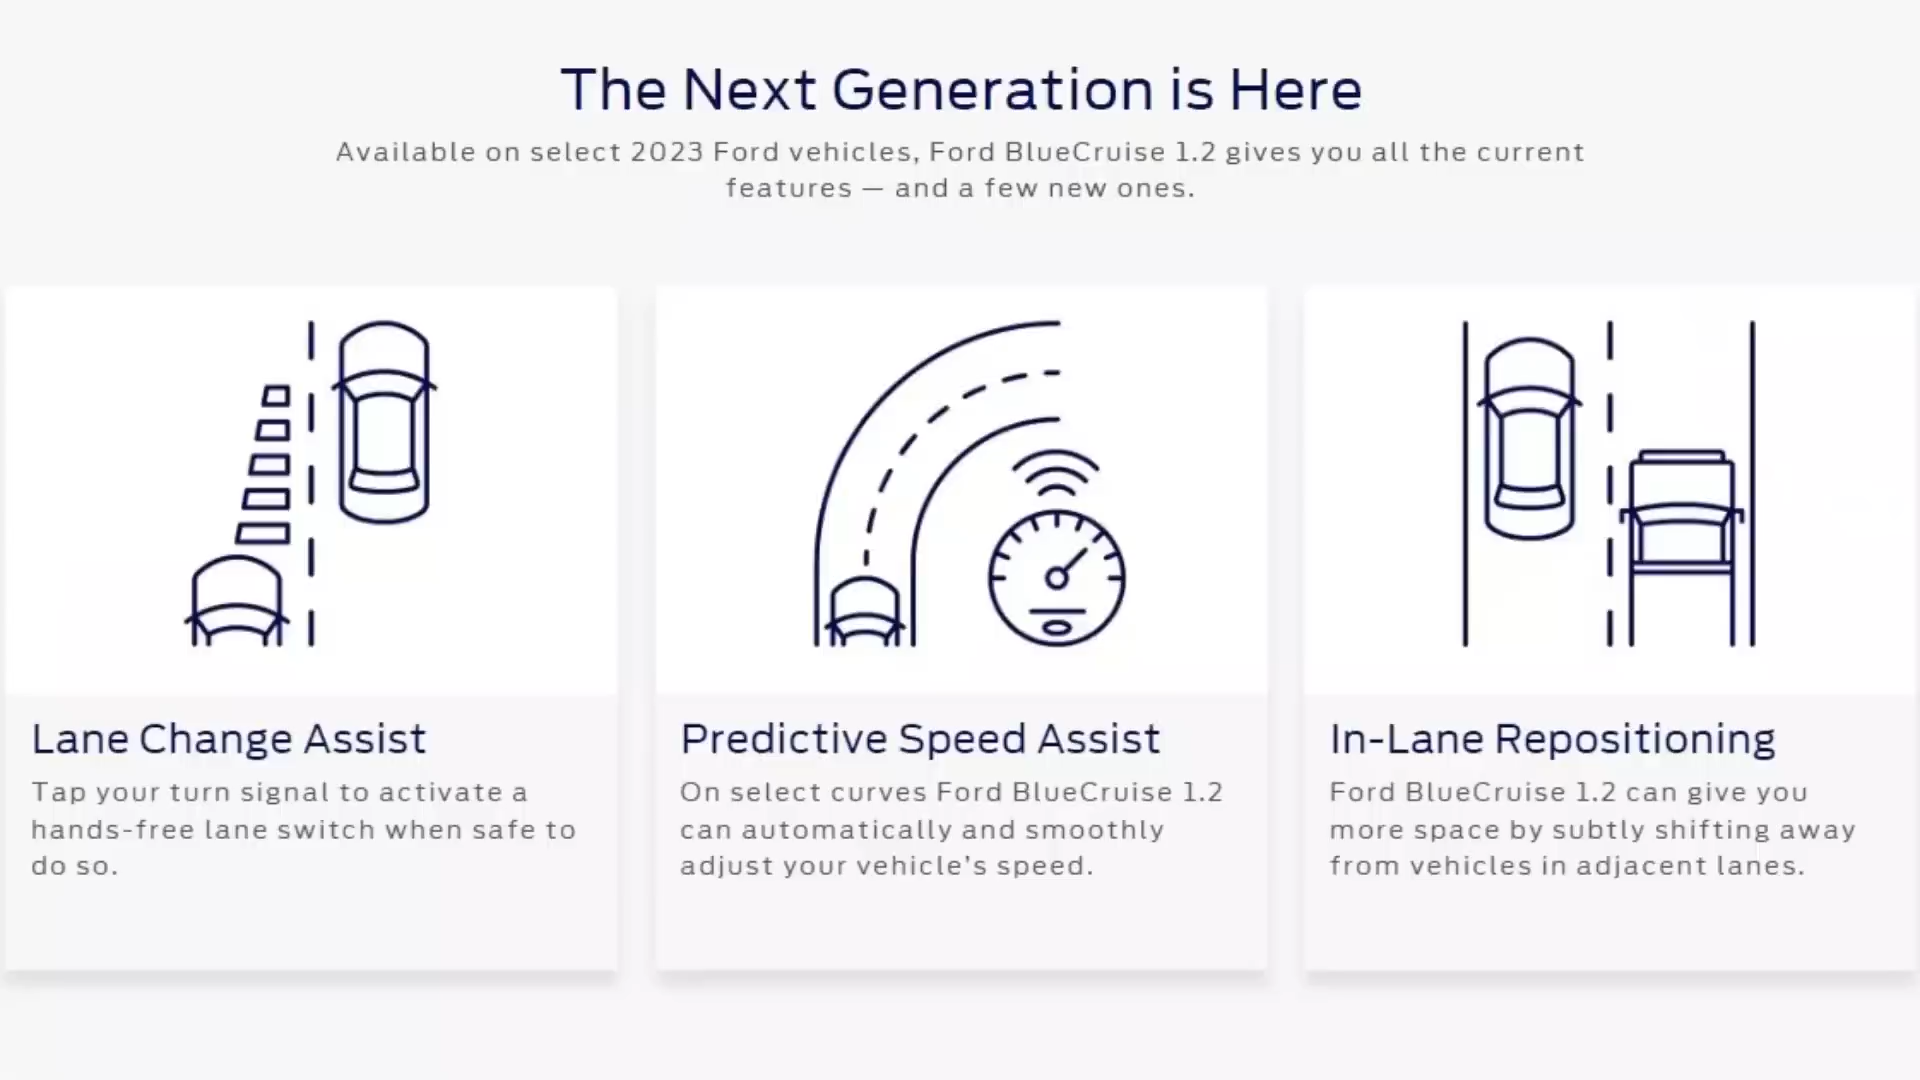 The Next Generation is Here
Available on select 2023 Ford vehicles, Ford BlueCruise 1.2 gives you all the current
features — and a few new ones.
Lane Change Assist
Tap your turn signal to activate a
hands-free lane switch when safe to
do so.
Predictive Speed Assist
On select curves Ford BlueCruise 1.2
can automatically and smoothly
adjust your vehicle's speed.
In-Lane Repositioning
Ford BlueCruise 1.2 can give you
more space by subtly shifting away
from vehicles in adjacent lanes.